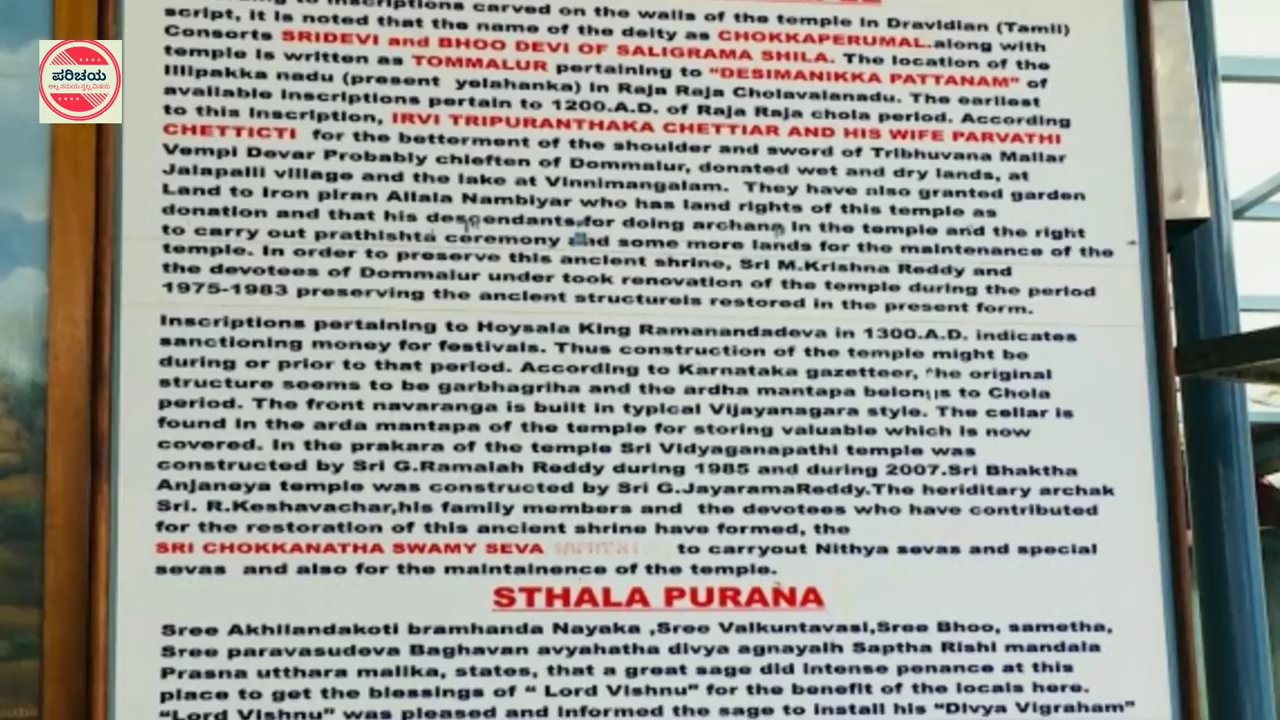 ಪರಿಚಯ
to inscriptions carved on the walls of the temple in Dravidian (Tamil)
script, it is noted that the name of the deity as CHOKKAPERUMAL.along with
Consorts SRIDEVI and BHOO DEVI OF SALIGRAMA SHILA. The location of the
temple is written as TOMMALUR pertaining to "DESIMANIKKA PATTANAM" of
Illipakka nadu (present yelahanka) in Raja Raja Cholavalanadu. The earliest
available inscriptions pertain to 1200.A.D. of Raja Raja chola period. According
to this inscription, IRVI TRIPURANTHAKA CHETTIAR AND HIS WIFE PARVATHI
CHETTICTI for the betterment of the shoulder and sword of Tribhuvana Mallar
Vempi Devar Probably chieften of Dommalur, donated wet and dry lands, at
Jalapalli village and the lake at Vinnimangalam. They have also granted garden
Land to Iron piran Allala Nambiyar who has land rights of this temple as
donation and that his despendants for doing archana in the temple and the right
to carry out prathishta ceremony and some more lands for the maintenance of the
temple. In order to preserve this ancient shrine, Sri M.Krishna Reddy and
the devotees of Dommalur under took renovation of the temple during the period
1975-1983 preserving the ancient structureis restored in the present form.
Inscriptions pertaining to Hoysala King Ramanandadeva in 1300.A.D. indicates
sanctioning money for festivals. Thus construction of the temple might be
during or prior to that period. According to Karnataka gazetteer, the original
structure seems to be garbhagriha and the ardha mantapa belongs to Chola
period. The front navaranga is built in typical Vijayanagara style. The cellar is
found in the arda mantapa of the temple for storing valuable which is now
covered. In the prakara of the temple Sri Vidyaganapathi temple was
constructed by Sri G.Ramaiah Reddy during 1985 and during 2007.Sri Bhaktha
Anjaneya temple was constructed by Sri G.JayaramaReddy.The heriditary archak
Sri. R.Keshavachar,his family members and the devotees who have contributed
for the restoration of this ancient shrine have formed, the
SRI CHOKKANATHA SWAMY SEVA to carryout Nithya sevas and special
sevas and also for the maintainence of the temple.
STHALA PURANA
Sree Akhilandakoti bramhanda Nayaka ,Sree Vaikuntavasi,Sree Bhoo, sametha,
Sree paravasudeva Baghavan avyahatha divya agnayaih Saptha Rishi mandala
Prasna utthara malika, states, that a great sage did intense penance at this
place to get the blessings of " Lord Vishnu" for the benefit of the locals here.
"Lord Vishnu" was pleased and informed the sage to install his "Divya Vigraham"